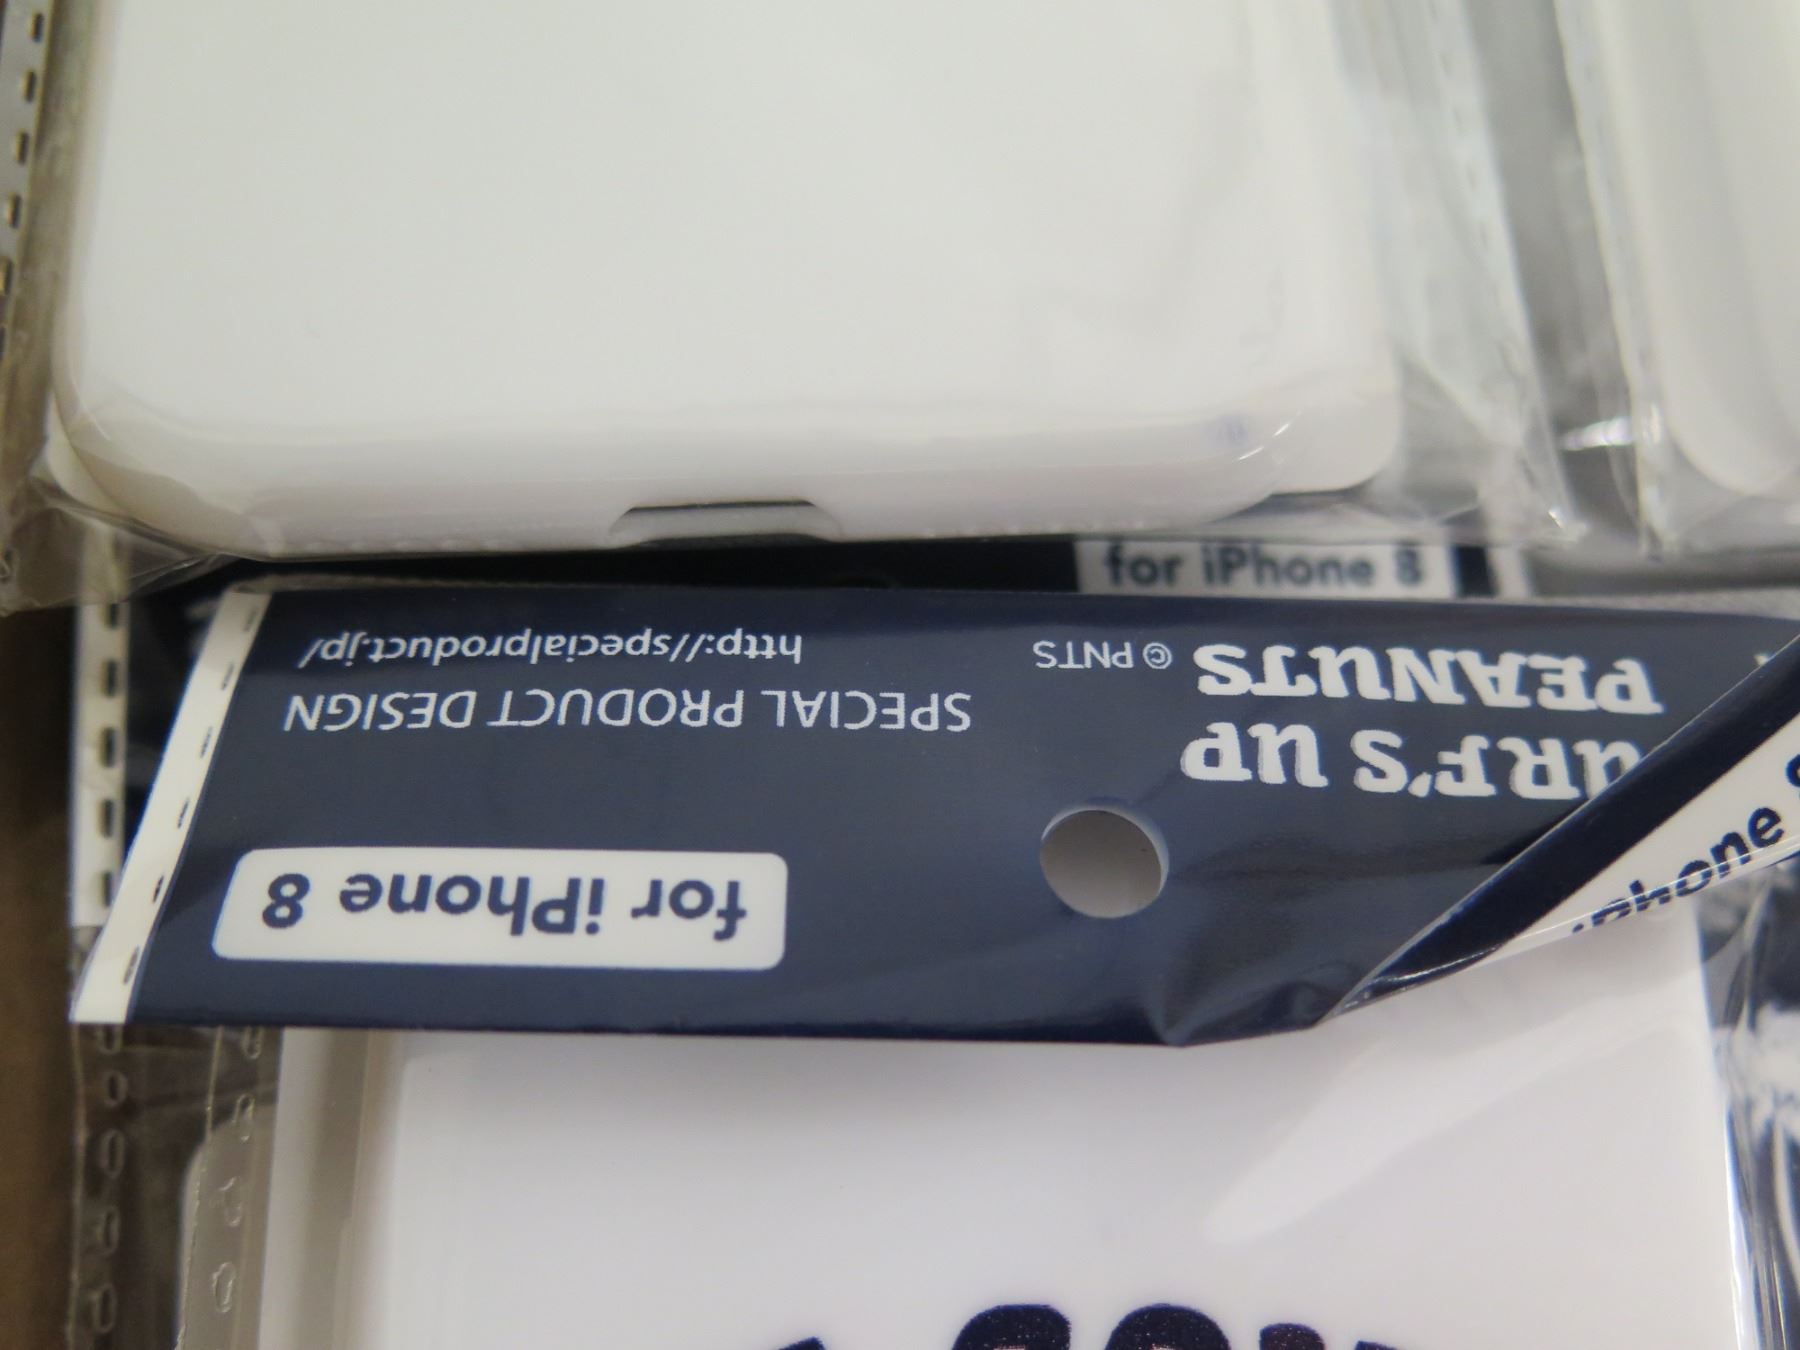 for iPhone 8
for iPhone 8
URF'S UP
PEANUTS
© PNTS
SPECIAL PRODUCT DESIGN
http://specialproduct.jp/
iPhone